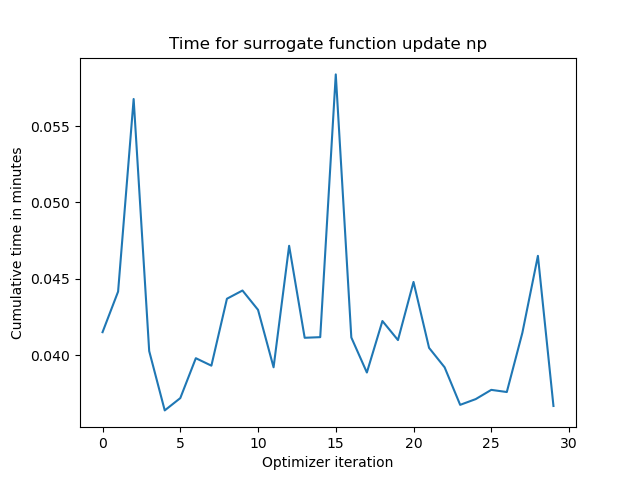 Time for surrogate function update np
Cumulative time in minutes
0.055
0.050
0.045
0.040
0 5 10 15 20 25 30
Optimizer iteration